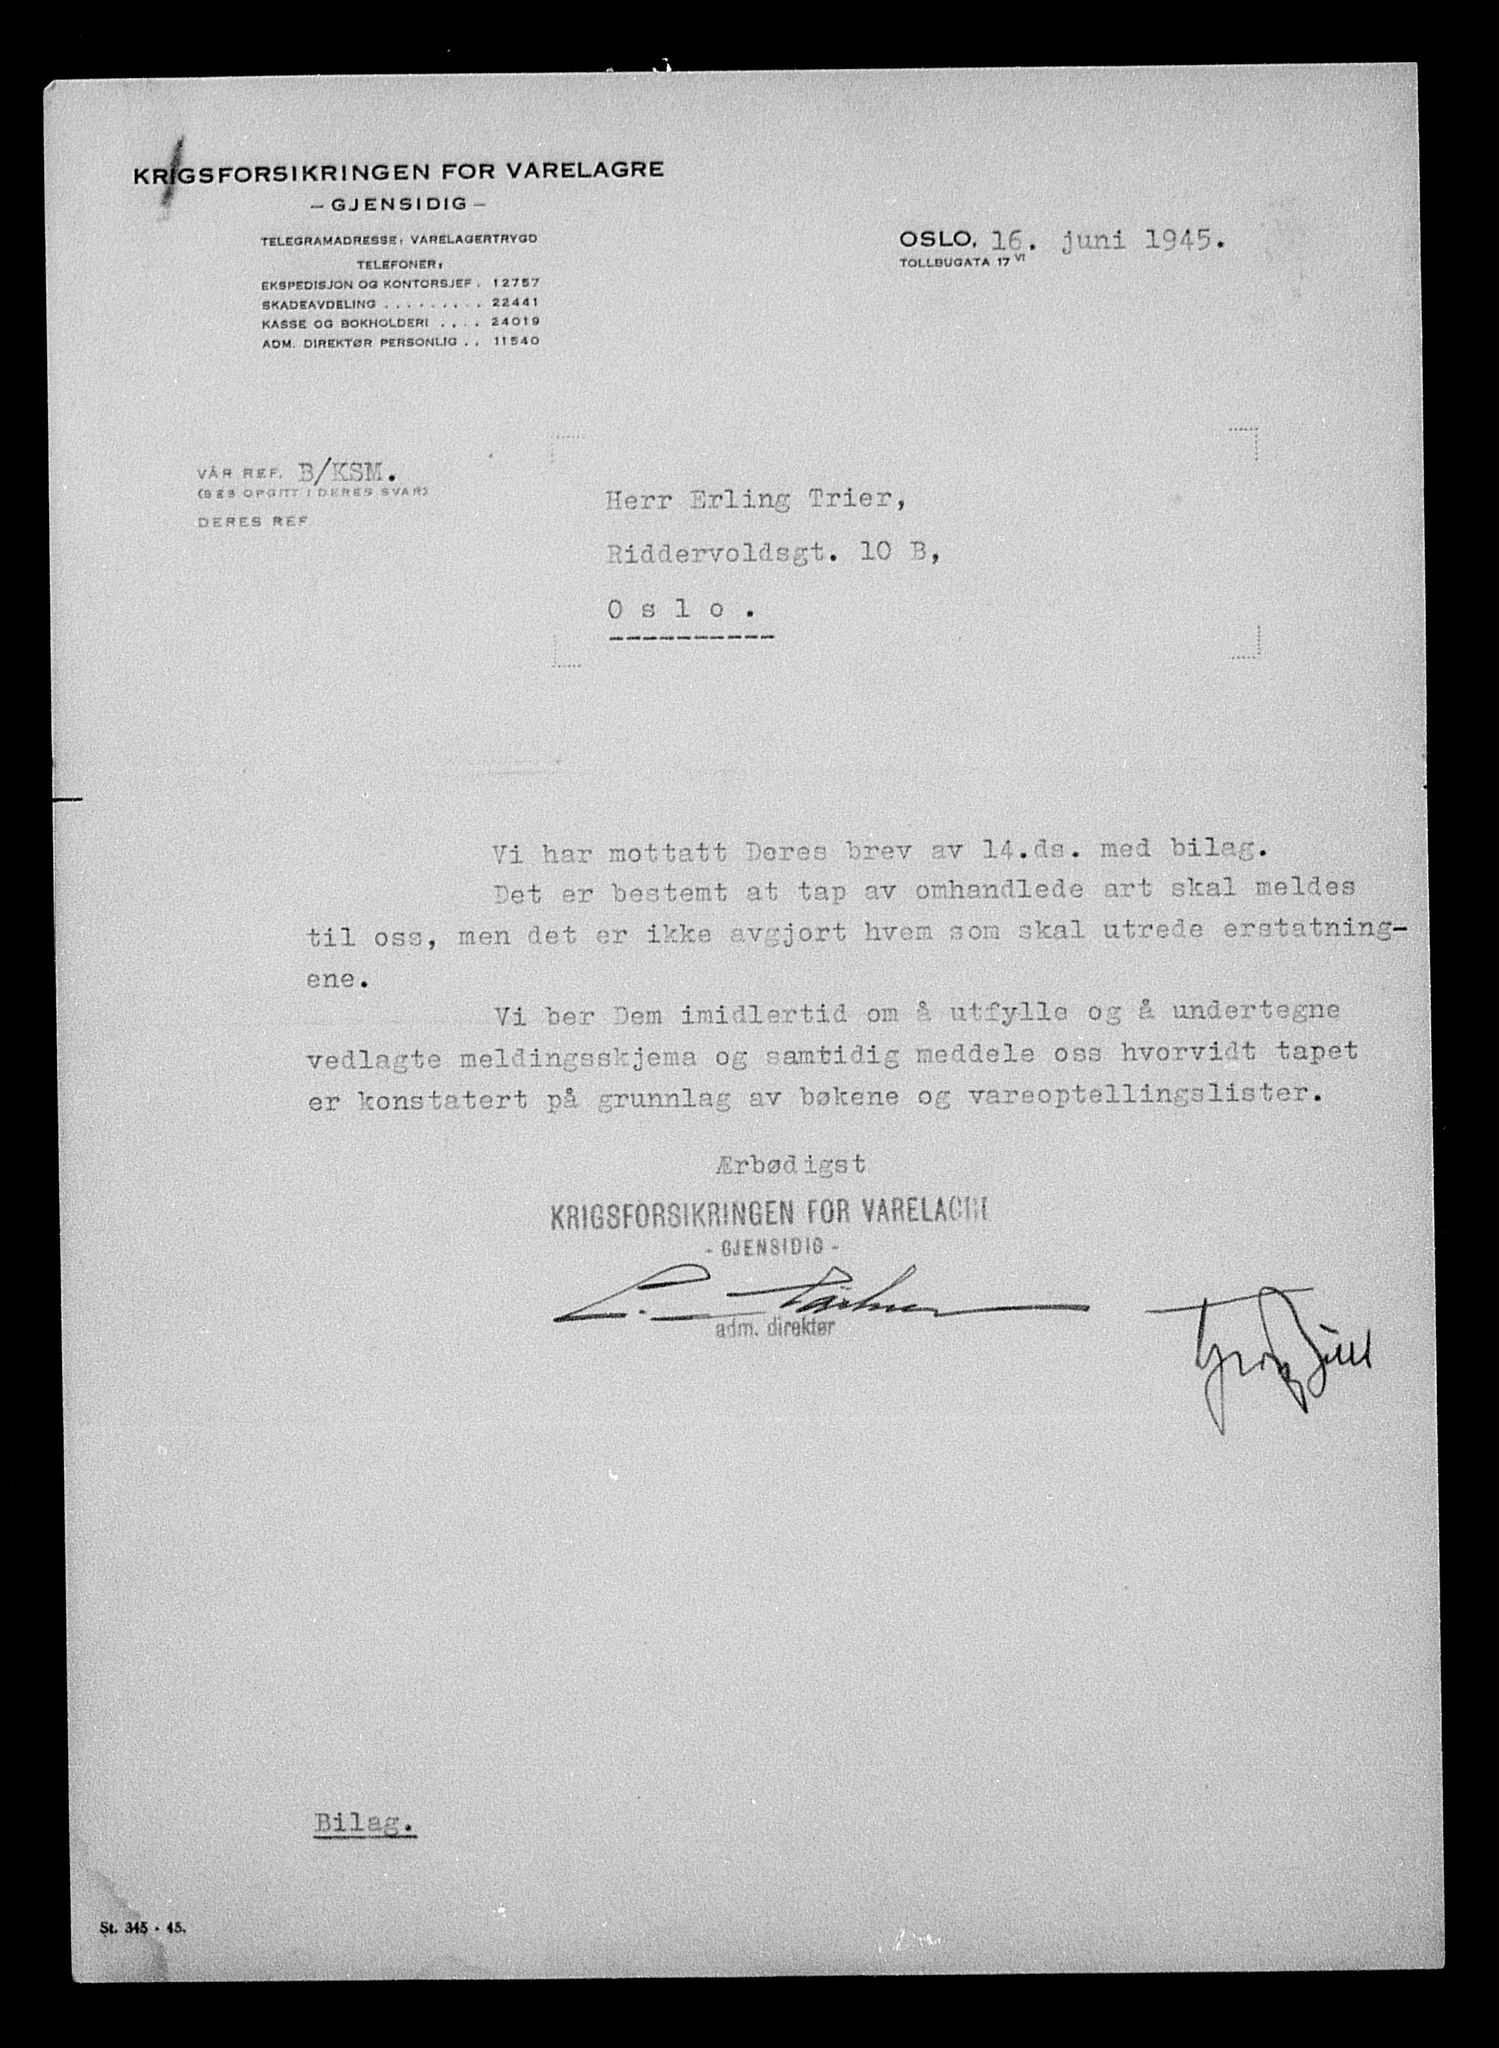 KRIGSFORSIKRINGEN FOR VARELAGRE
– GJENSIDIG –
TELEGRAMADRESSE: VARELAGERTRYGD
TELEFONER:
EKSPEDISJON OG KONTORSJEF . 12757
SKADEAVDELING . . . . . . . . . 22441
KASSE OG BOKHOLDERI . . . . 24019
ADM. DIREKTØR PERSONLIG . . 11540
OSLO, 16. juni 1945.
TOLLBUGATA 17 VI
VÅR REF. B/KSM.
(BES OPGITT I DERES SVAR)
DERES REF
Herr Erling Trier,
Riddervoldsgt. 10 B,
O s l o .
----------
Vi har mottatt Deres brev av 14.ds. med bilag.
Det er bestemt at tap av omhandlede art skal meldes
til oss, men det er ikke avgjort hvem som skal utrede erstatning-
ene.
Vi ber Dem imidlertid om å utfylle og å undertegne
vedlagte meldingsskjema og samtidig meddele oss hvorvidt tapet
er konstatert på grunnlag av bøkene og vareoptellingslister.
Ærbødigst
KRIGSFORSIKRINGEN FOR VARELAGRE
- GJENSIDIG -
adm. direktør
Bilag.
St. 345 - 45.